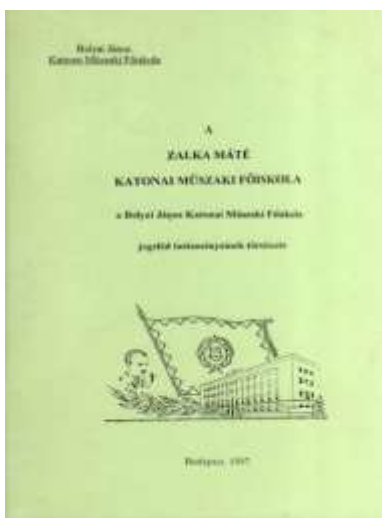 Bolyai János
Katonai Műszaki Főiskola
A
ZALKA MÁTÉ
KATONAI MŰSZAKI FŐISKOLA
a Bolyai János Katonai Műszaki Főiskola
jogelőd intézményének története
Budapest, 1997